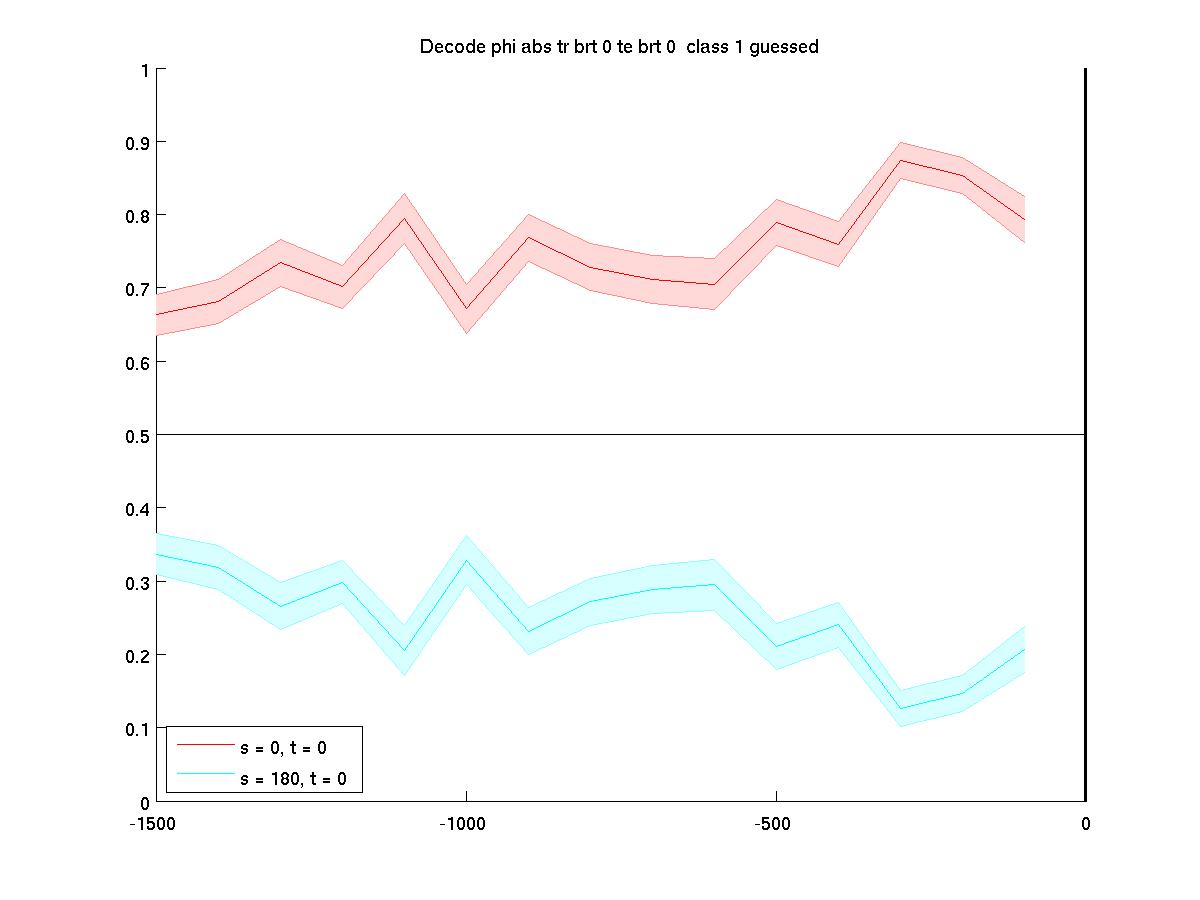 Decode phi abs tr brt 0 te brt 0  class 1 guessed
1
0.9
0.8
0.7
0.6
0.5
0.4
0.3
0.2
0.1
0
s = 0, t = 0
s = 180, t = 0
-1500 -1000 -500 0